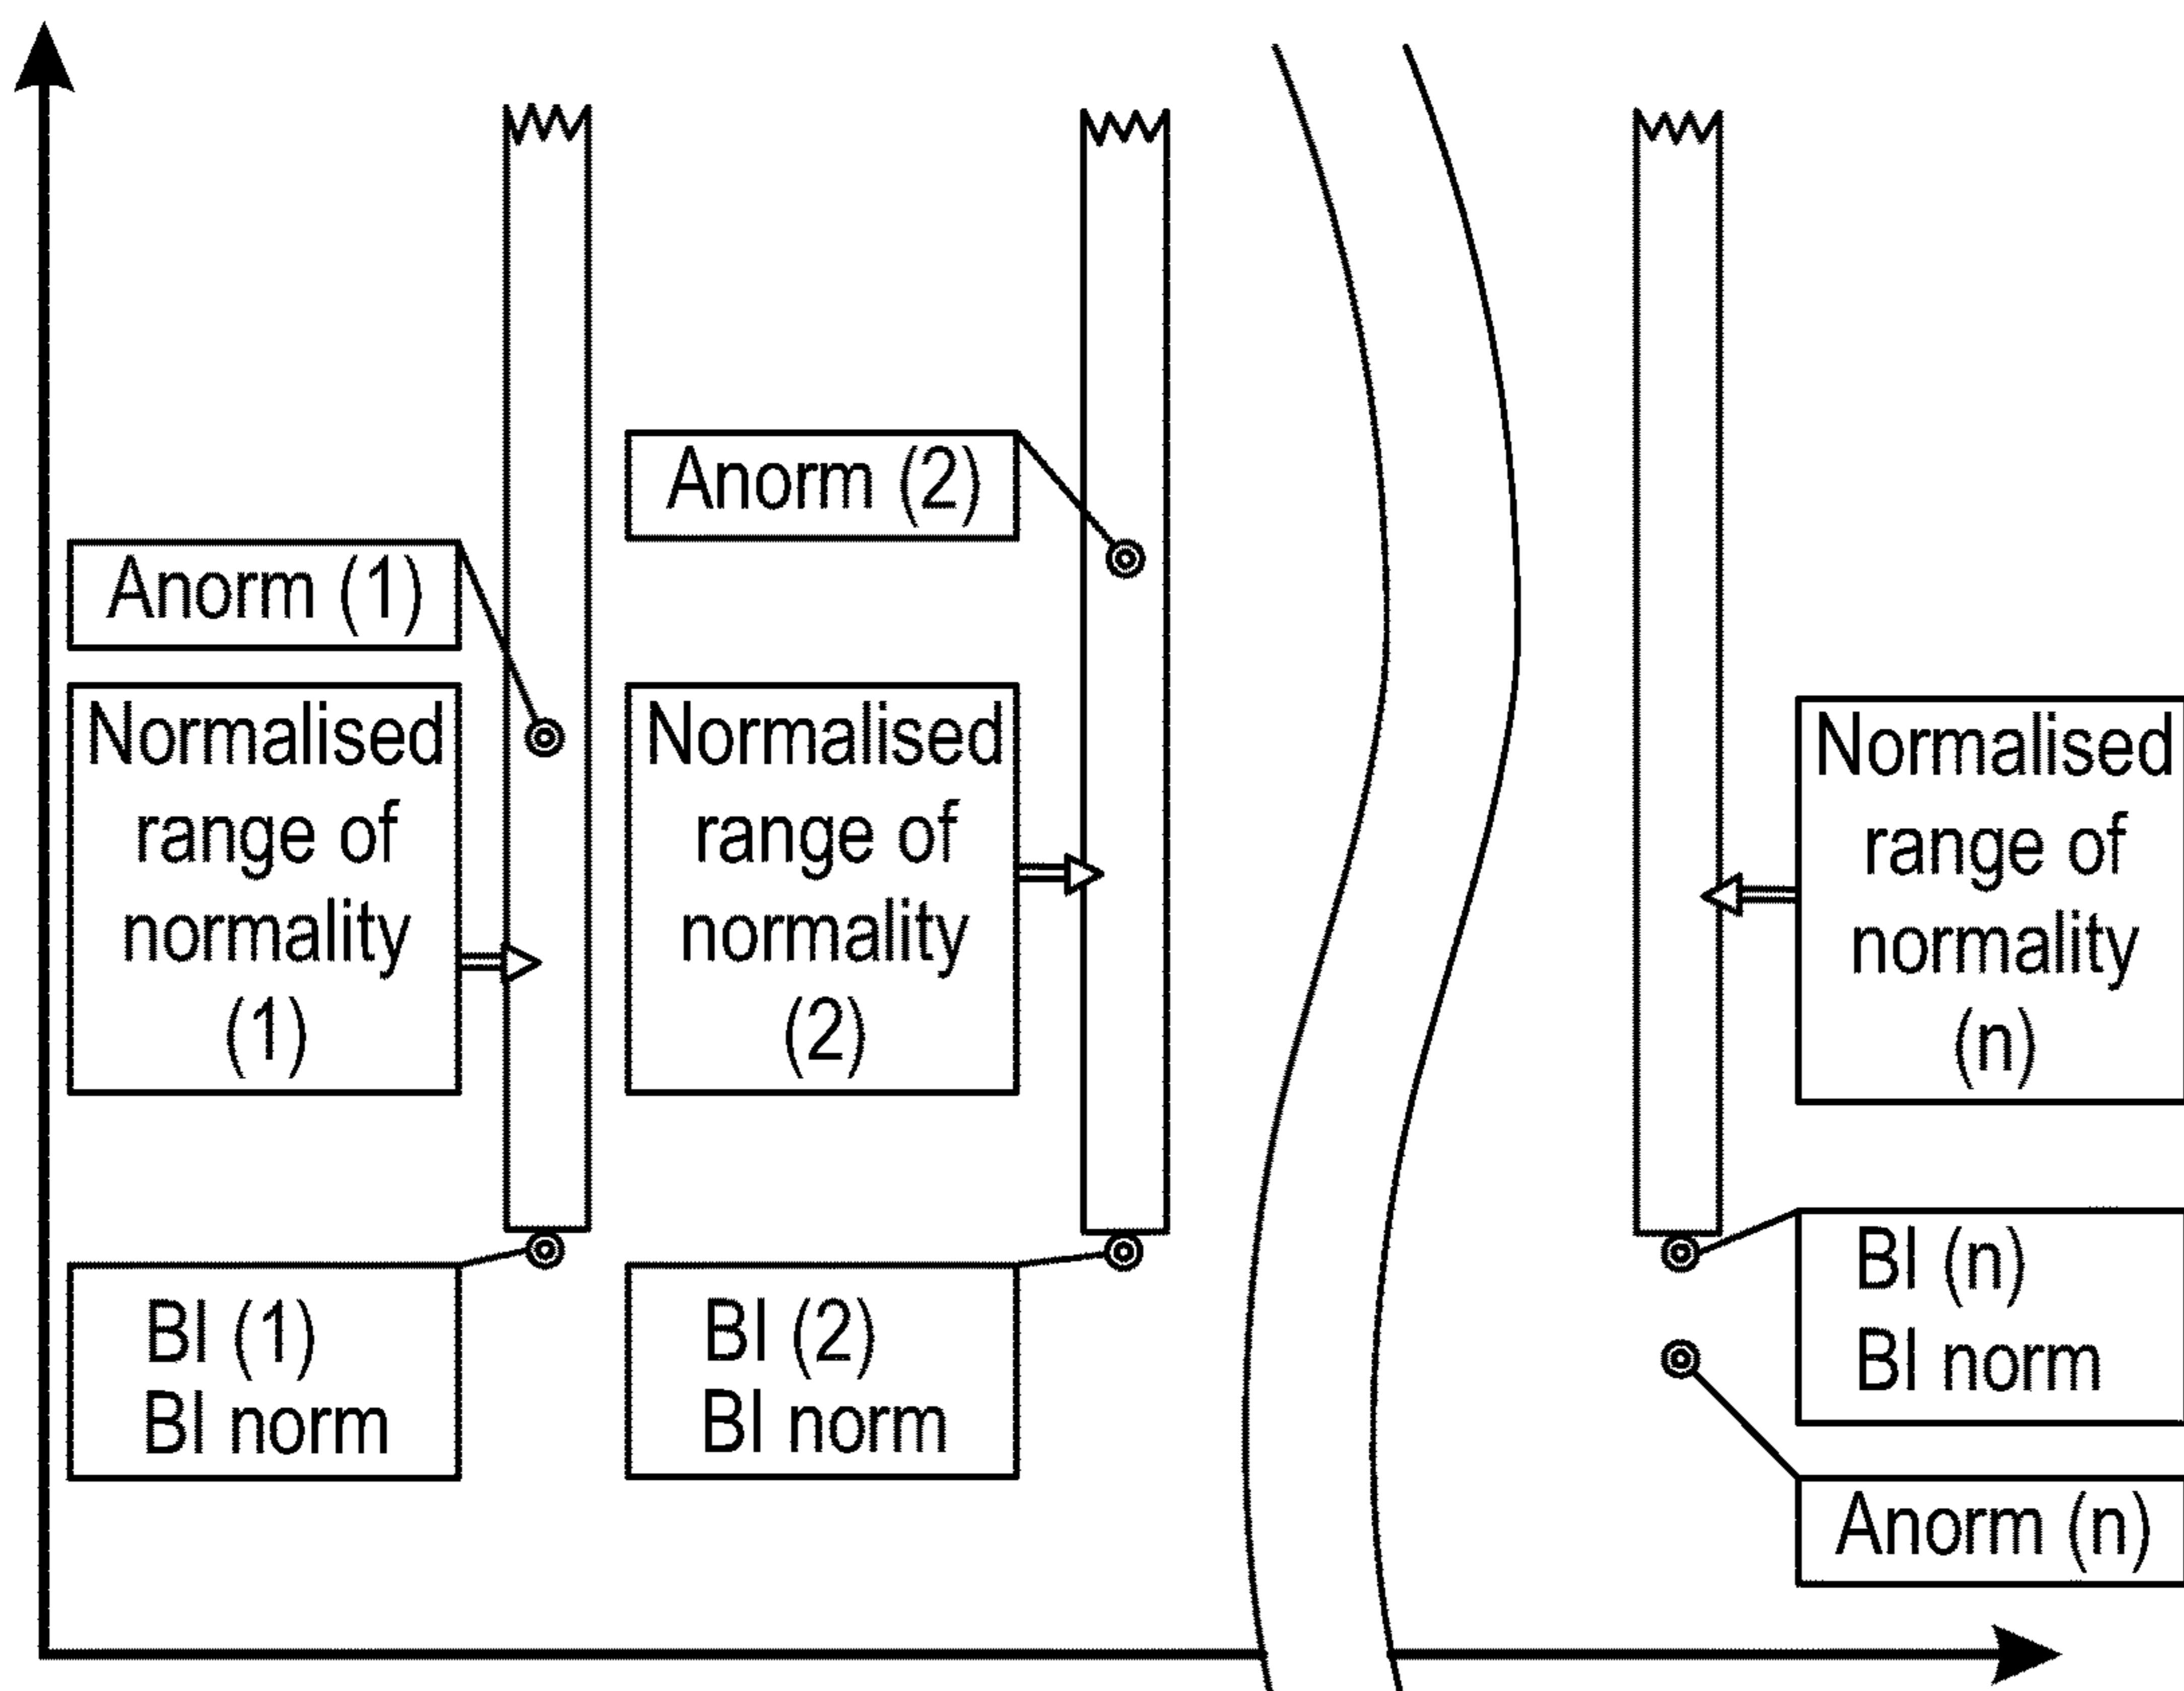 Anorm (1)
Normalised
range of
normality
(1)
BI (1)
BI norm
Anorm (2)
Normalised
range of
normality
(2)
BI (2)
BI norm
Normalised
range of
normality
(n)
BI (n)
BI norm
Anorm (n)